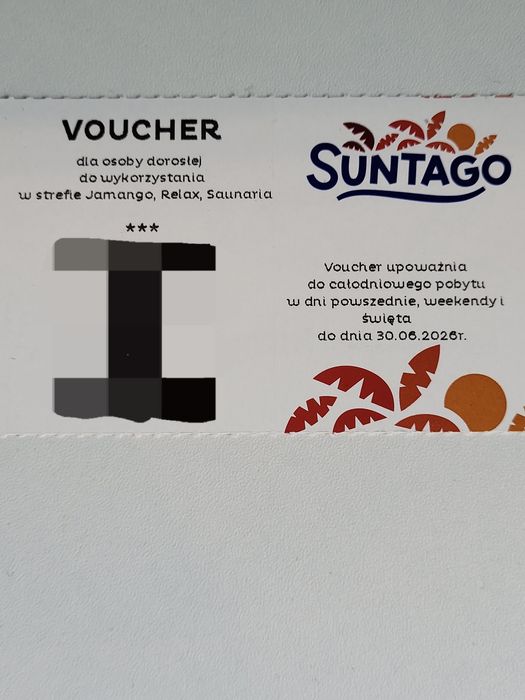 VOUCHER
dla osoby dorosłej
do wykorzystania
w strefie Jamango, Relax, Saunaria
***
SUNTAGO
Voucher upoważnia
do całodniowego pobytu
w dni powszednie, weekendy i
święta
do dnia 30.06.2026r.